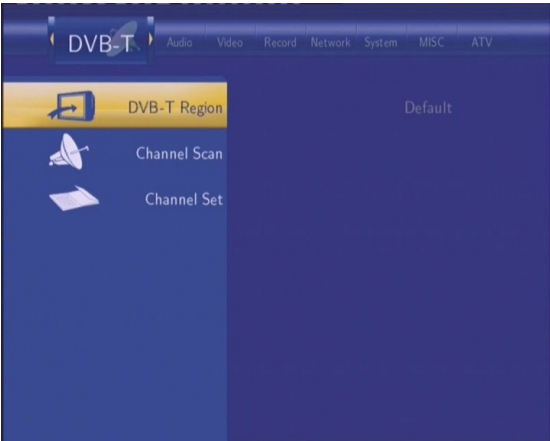 DVB-T Audio Video Record Network System MISC ATV
DVB-T Region Default
Channel Scan
Channel Set